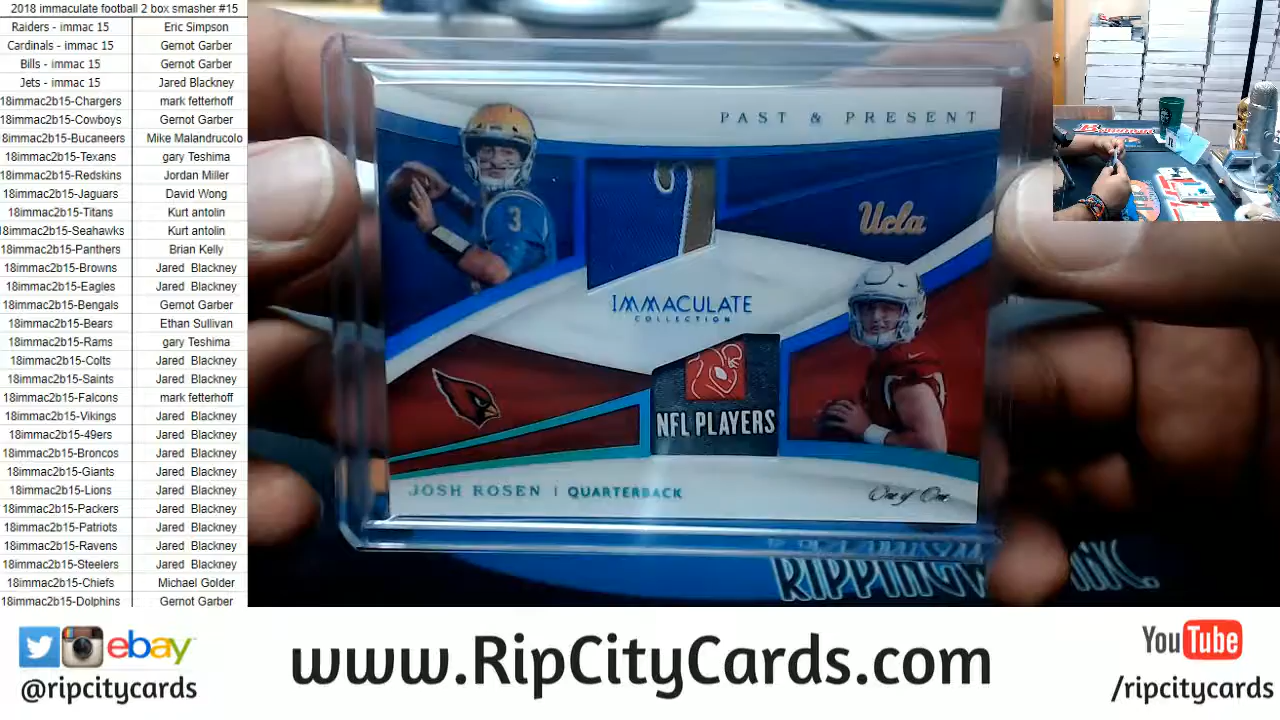 2018 immaculate football 2 box smasher #15
Raiders - immac 15 Eric Simpson
Cardinals - immac 15 Gernot Garber
Bills - immac 15 Gernot Garber
Jets - immac 15 Jared Blackney
18immac2b15-Chargers mark fetterhoff
18immac2b15-Cowboys Gernot Garber
8immac2b15-Bucaneers Mike Malandrucolo
18immac2b15-Texans gary Teshima
18immac2b15-Redskins Jordan Miller
18immac2b15-Jaguars David Wong
18immac2b15-Titans Kurt antolin
18immac2b15-Seahawks Kurt antolin
18immac2b15-Panthers Brian Kelly
18immac2b15-Browns Jared Blackney
18immac2b15-Eagles Jared Blackney
18immac2b15-Bengals Gernot Garber
18immac2b15-Bears Ethan Sullivan
18immac2b15-Rams gary Teshima
18immac2b15-Colts Jared Blackney
18immac2b15-Saints Jared Blackney
18immac2b15-Falcons mark fetterhoff
18immac2b15-Vikings Jared Blackney
18immac2b15-49ers Jared Blackney
18immac2b15-Broncos Jared Blackney
18immac2b15-Giants Jared Blackney
18immac2b15-Lions Jared Blackney
18immac2b15-Packers Jared Blackney
18immac2b15-Patriots Jared Blackney
18immac2b15-Ravens Jared Blackney
18immac2b15-Steelers Jared Blackney
18immac2b15-Chiefs Michael Golder
18immac2b15-Dolphins Gernot Garber
PAST & PRESENT
3
Ucla
IMMACULATE
COLLECTION
NFL PLAYERS
JOSH ROSEN | QUARTERBACK
One of One
INC.
ebay
@ripcitycards
www.RipCityCards.com
YouTube
/ripcitycards